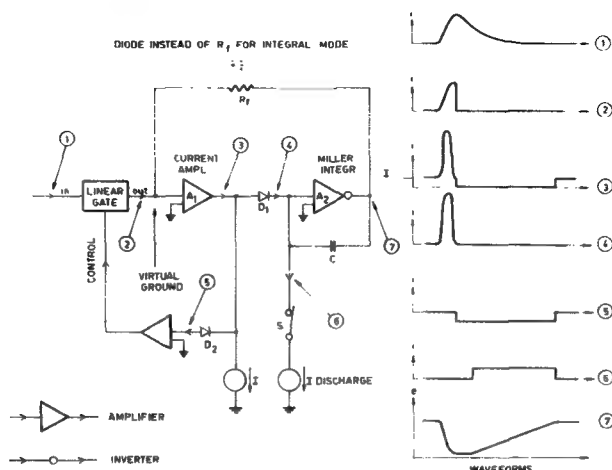 DIODE INSTEAD OF Rf FOR INTEGRAL MODE
Rf
1
3
4
CURRENT AMPL
MILLER INTEGR
In
LINEAR GATE
out
A1
D1
A2
2
7
C
CONTROL
VIRTUAL GROUND
5
6
S
D2
I
I DISCHARGE
AMPLIFIER
INVERTER
1
2
I
3
4
5
6
e
7
WAVEFORMS